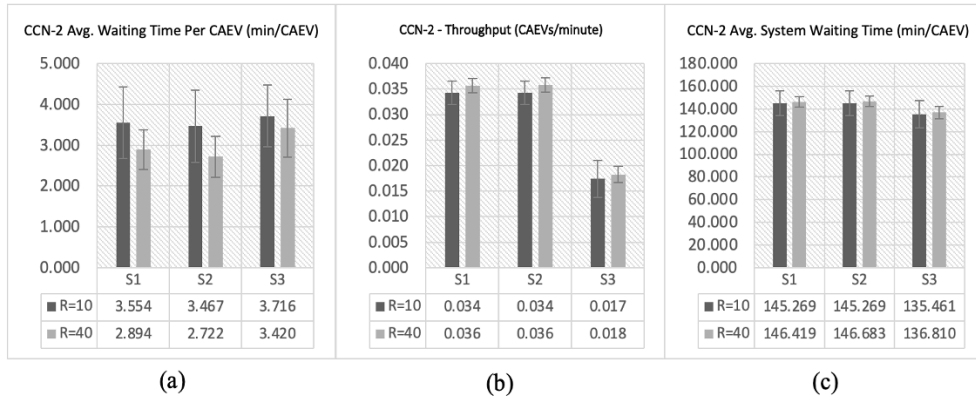 CCN-2 Avg. Waiting Time Per CAEV (min/CAEV)
5.000
4.000
3.000
2.000
1.000
0.000
S1 S2 S3
R=10 3.554 3.467 3.716
R=40 2.894 2.722 3.420
(a)
CCN-2 - Throughput (CAEVs/minute)
0.040
0.035
0.030
0.025
0.020
0.015
0.010
0.005
0.000
S1 S2 S3
R=10 0.034 0.034 0.017
R=40 0.036 0.036 0.018
(b)
CCN-2 Avg. System Waiting Time (min/CAEV)
180.000
160.000
140.000
120.000
100.000
80.000
60.000
40.000
20.000
0.000
S1 S2 S3
R=10 145.269 145.269 135.461
R=40 146.419 146.683 136.810
(c)